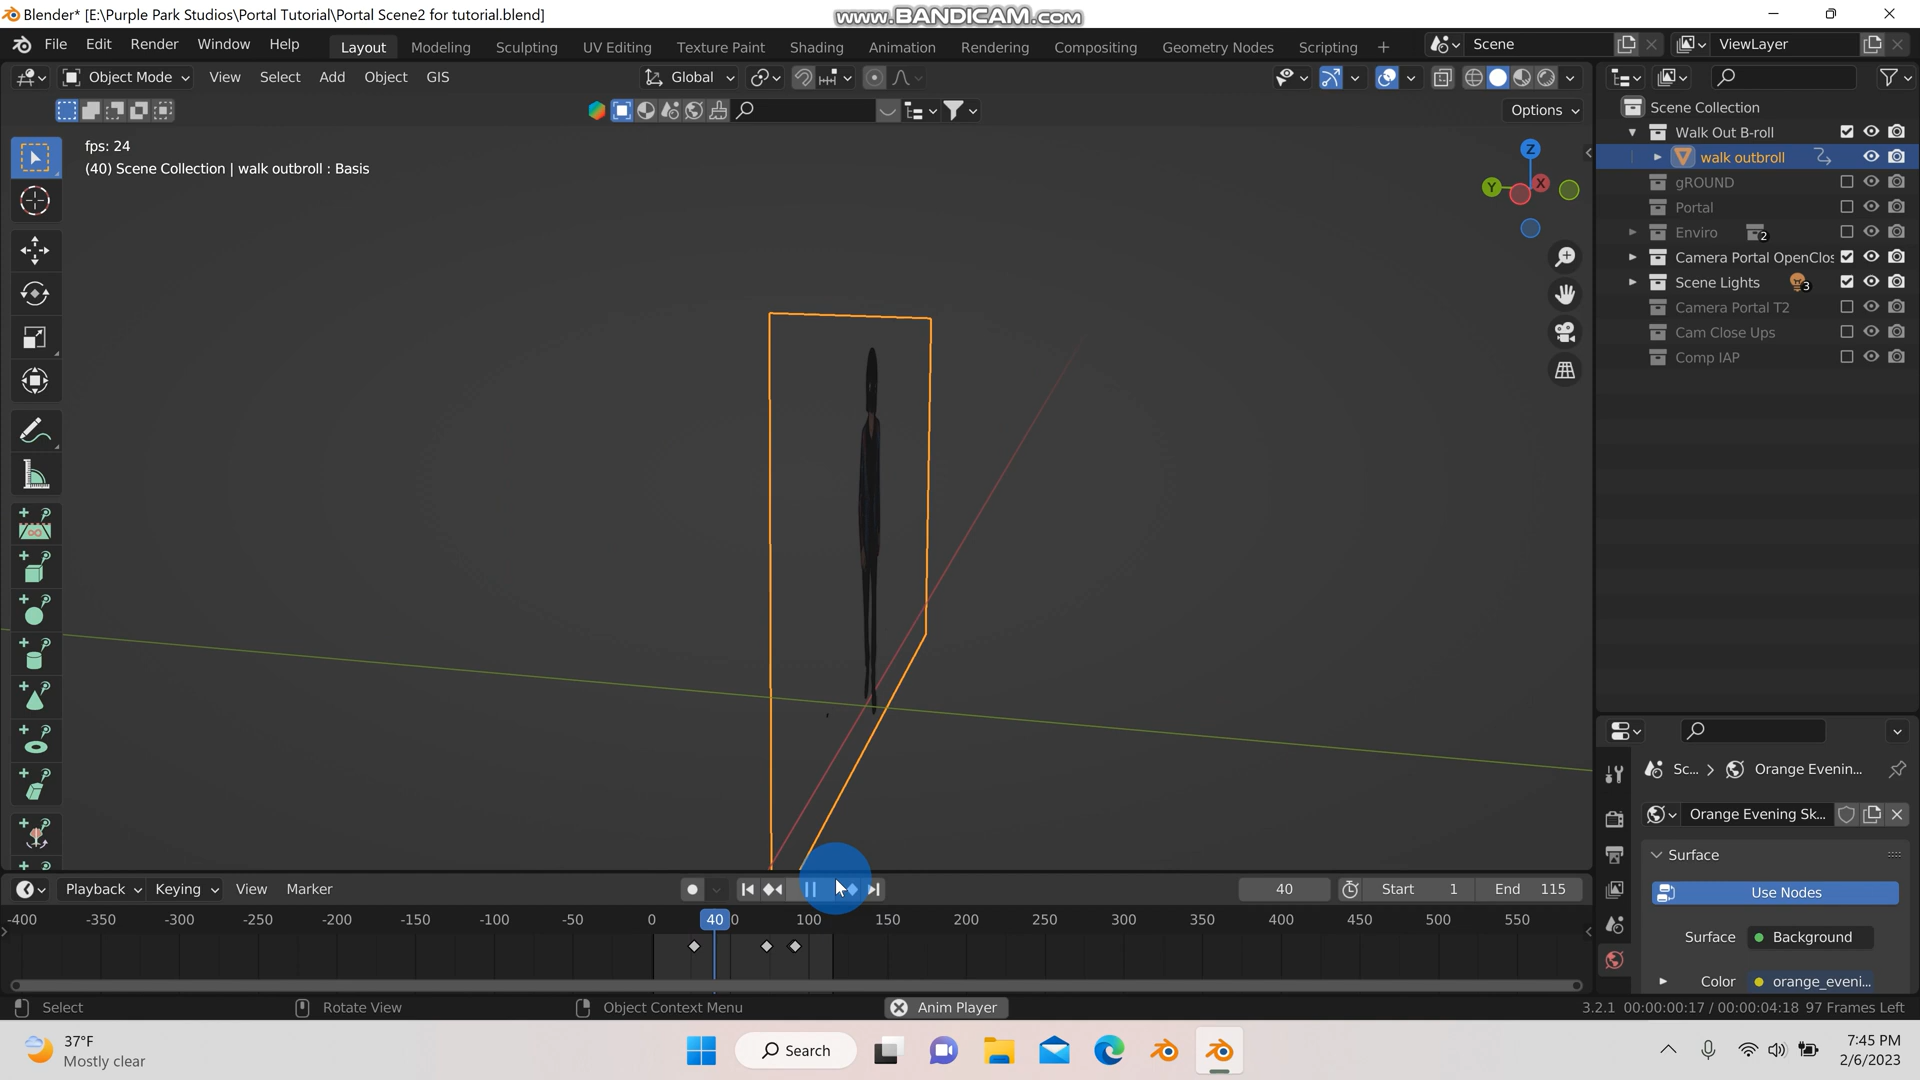 Blender* [E:\Purple Park Studios\Portal Tutorial\Portal Scene2 for tutorial.blend]
www.BANDICAM.com
File Edit Render Window Help
Layout Modeling Sculpting UV Editing Texture Paint Shading Animation Rendering Compositing Geometry Nodes Scripting +
Scene
ViewLayer
Object Mode View Select Add Object GIS
Global
Options
fps: 24
(40) Scene Collection | walk outbroll : Basis
Z
Y
X
Scene Collection
Walk Out B-roll
walk outbroll
gROUND
Portal
Enviro 2
Camera Portal OpenClos
Scene Lights 3
Camera Portal T2
Cam Close Ups
Comp IAP
Sc... > Orange Evenin...
Orange Evening Sk...
Surface
Use Nodes
Surface Background
Color orange_eveni...
Playback Keying View Marker
40
Start 1
End 115
-400 -350 -300 -250 -200 -150 -100 -50 0 40 0 100 150 200 250 300 350 400 450 500 550
Select
Rotate View
Object Context Menu
Anim Player
3.2.1 00:00:00:17 / 00:00:04:18 97 Frames Left
37°F
Mostly clear
Search
7:45 PM
2/6/2023